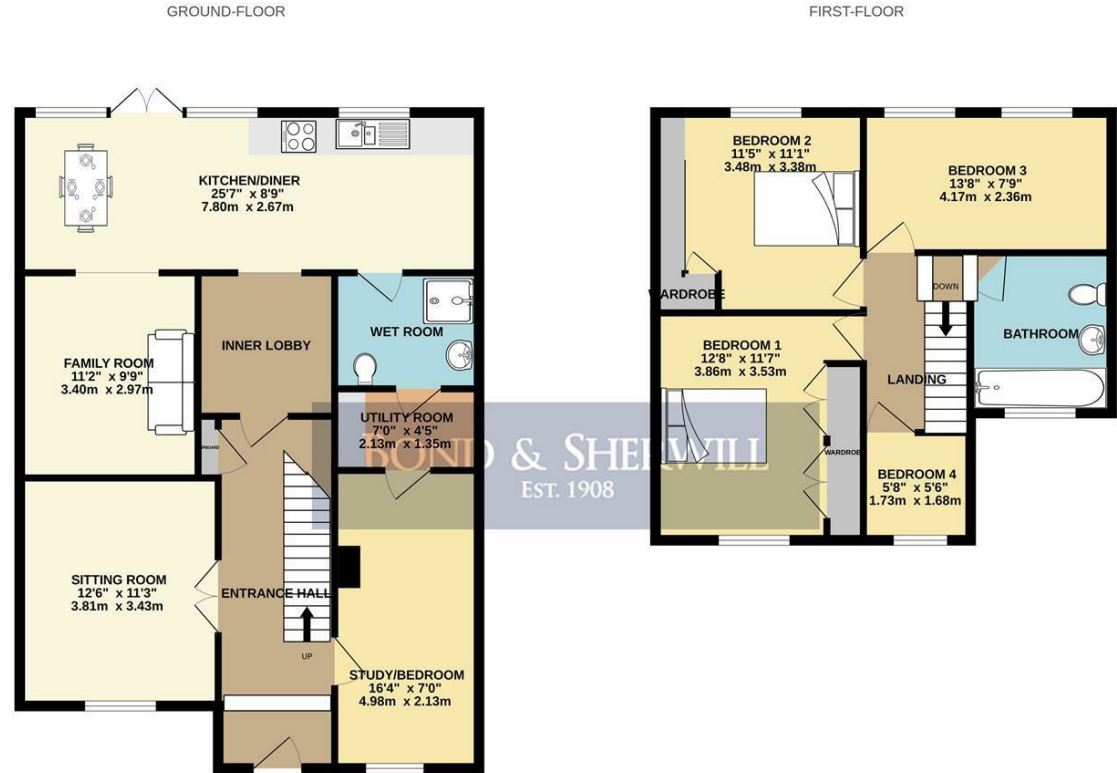 GROUND-FLOOR
KITCHEN/DINER
25'7" x 8'9"
7.80m x 2.67m
FAMILY ROOM
11'2" x 9'9"
3.40m x 2.97m
INNER LOBBY
WET ROOM
UTILITY ROOM
7'0" x 4'5"
2.13m x 1.35m
CUPBOARD
SITTING ROOM
12'6" x 11'3"
3.81m x 3.43m
ENTRANCE HALL
UP
STUDY/BEDROOM
16'4" x 7'0"
4.98m x 2.13m
FIRST-FLOOR
BEDROOM 2
11'5" x 11'1"
3.48m x 3.38m
BEDROOM 3
13'8" x 7'9"
4.17m x 2.36m
WARDROBE
DOWN
BATHROOM
BEDROOM 1
12'8" x 11'7"
3.86m x 3.53m
LANDING
WARDROBE
BEDROOM 4
5'8" x 5'6"
1.73m x 1.68m
BOND & SHERWILL
EST. 1908